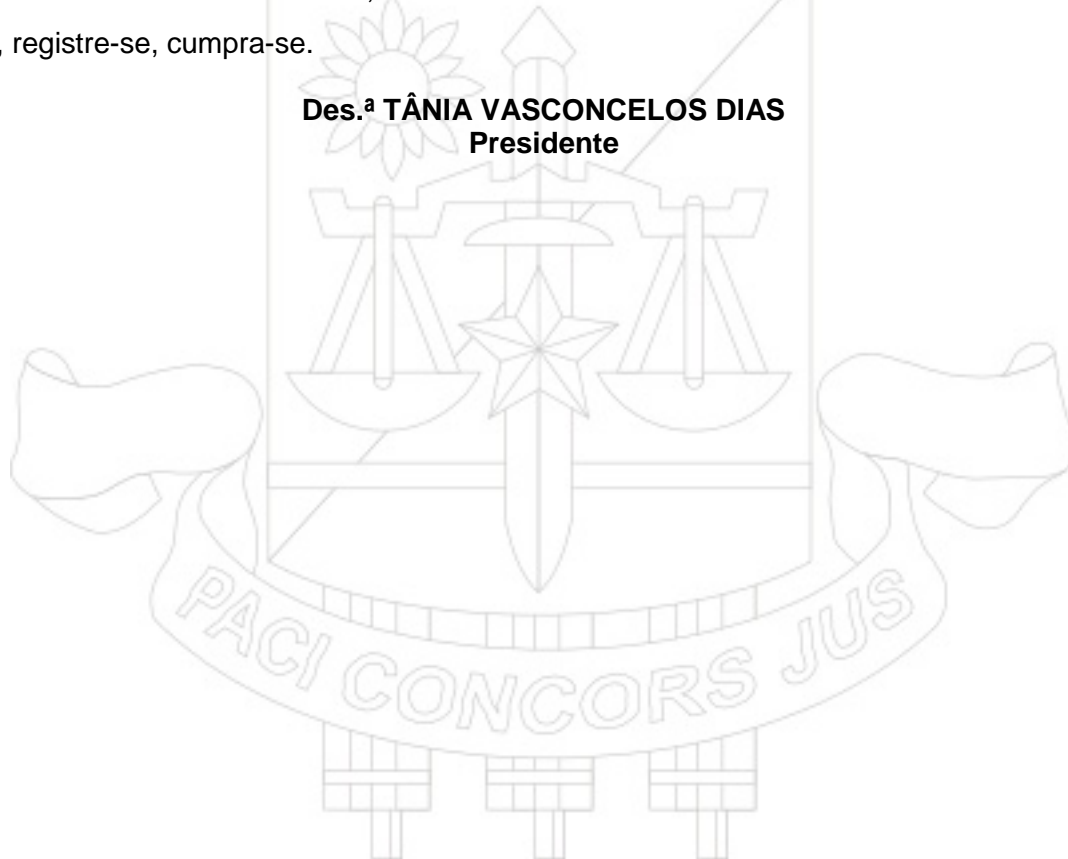 , registre-se, cumpra-se.
Des.ª TÂNIA VASCONCELOS DIAS
Presidente
PACI CONCORS JUS